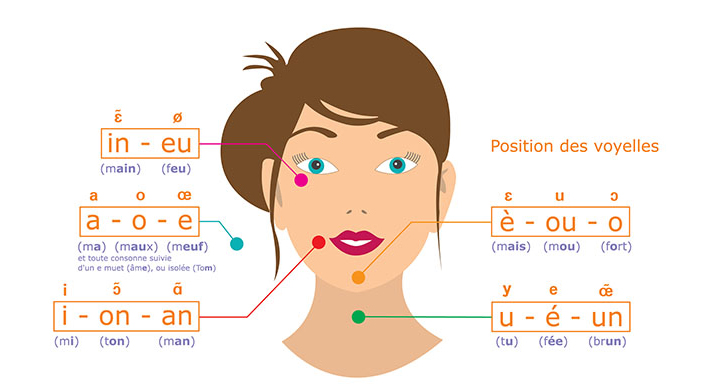 ɛ̃ ø
in - eu
(main) (feu)
a o œ
a - o - e
(ma) (maux) (meuf)
et toute consonne suivie
d'un e muet (âme), ou isolée (Tom)
i ɔ̃ ɑ̃
i - on - an
(mi) (ton) (man)
Position des voyelles
ɛ u ɔ
è - ou - o
(mais) (mou) (fort)
y e œ̃
u - é - un
(tu) (fée) (brun)